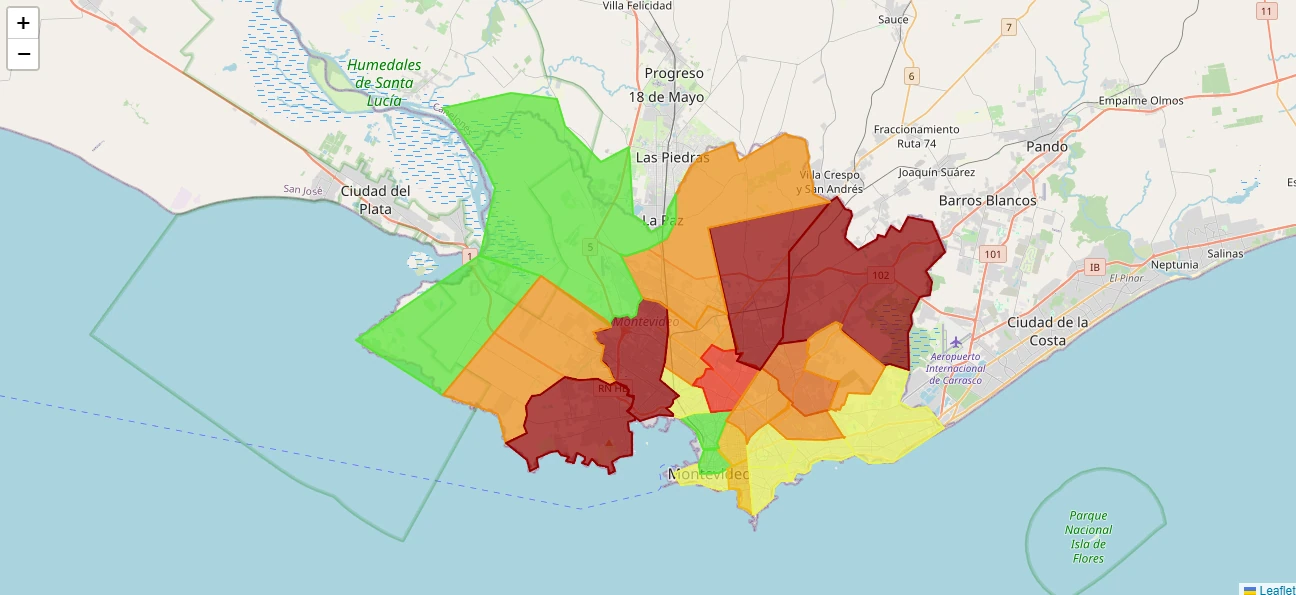 +
−
Villa Felicidad
Sauce
7
11
Humedales
de Santa
Lucía
Progreso
18 de Mayo
6
Empalme Olmos
Fraccionamiento
Ruta 74
Pando
Las Piedras
Joaquín Suárez
Villa Crespo
y San Andrés
San José
Ciudad del
Plata
Barros Blancos
La Paz
5
1
101
Salinas
Neptunia
IB
El Pinar
102
Montevideo
Ciudad de la
Costa
Aeropuerto
Internacional
de Carrasco
Montevideo
Parque
Nacional
Isla de
Flores
Leaflet